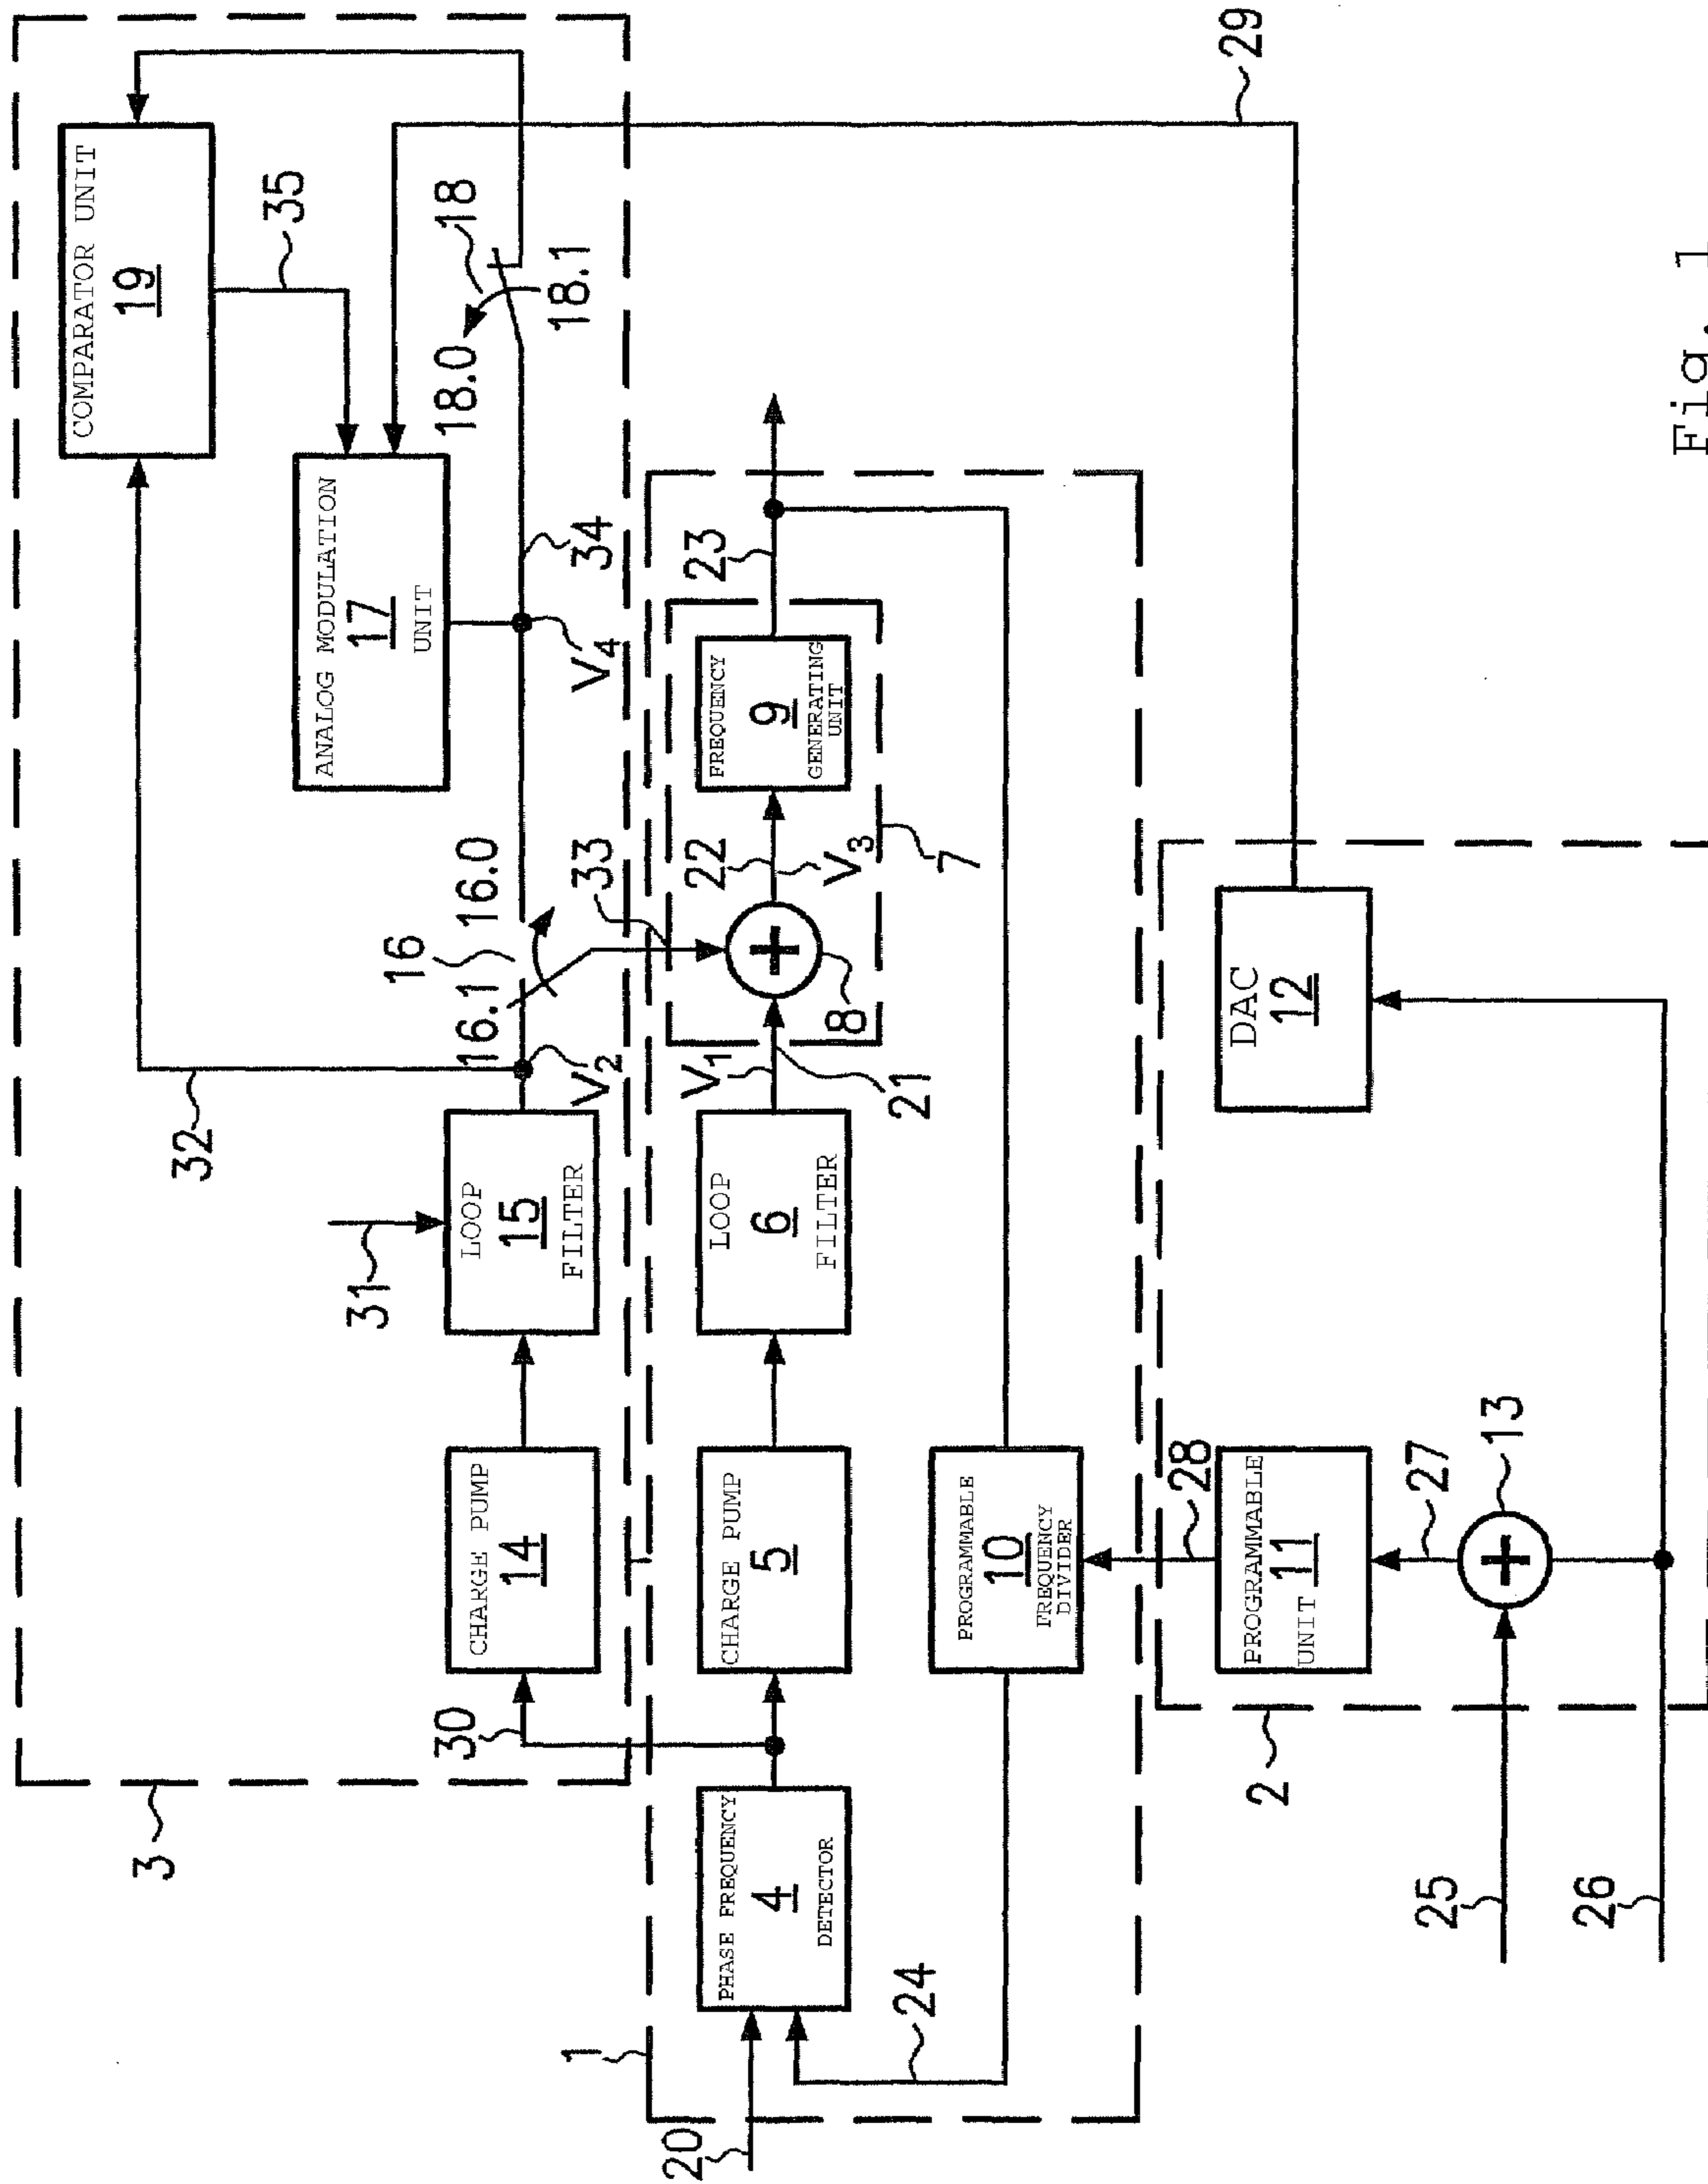 3
COMPARATOR UNIT
19
32
35
31
ANALOG MODULATION
17
UNIT
29
30
CHARGE PUMP
14
LOOP
15
FILTER
V2
16.1
16
16.0
33
V4
34
18.0
18
18.1
1
20
PHASE FREQUENCY
4
DETECTOR
CHARGE PUMP
5
LOOP
6
FILTER
V1
21
+
8
22
V3
FREQUENCY
9
GENERATING
UNIT
23
7
24
PROGRAMMABLE
10
FREQUENCY
DIVIDER
28
2
PROGRAMMABLE
UNIT 11
DAC
12
27
25
+
13
26
Fig. 1